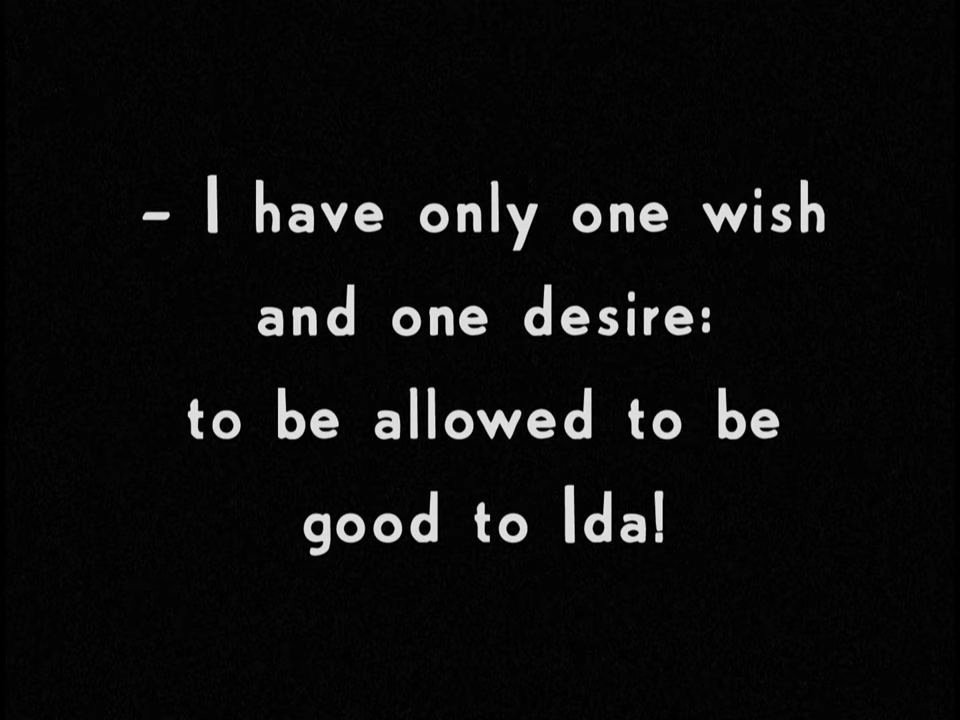 – I have only one wish
and one desire:
to be allowed to be
good to Ida!